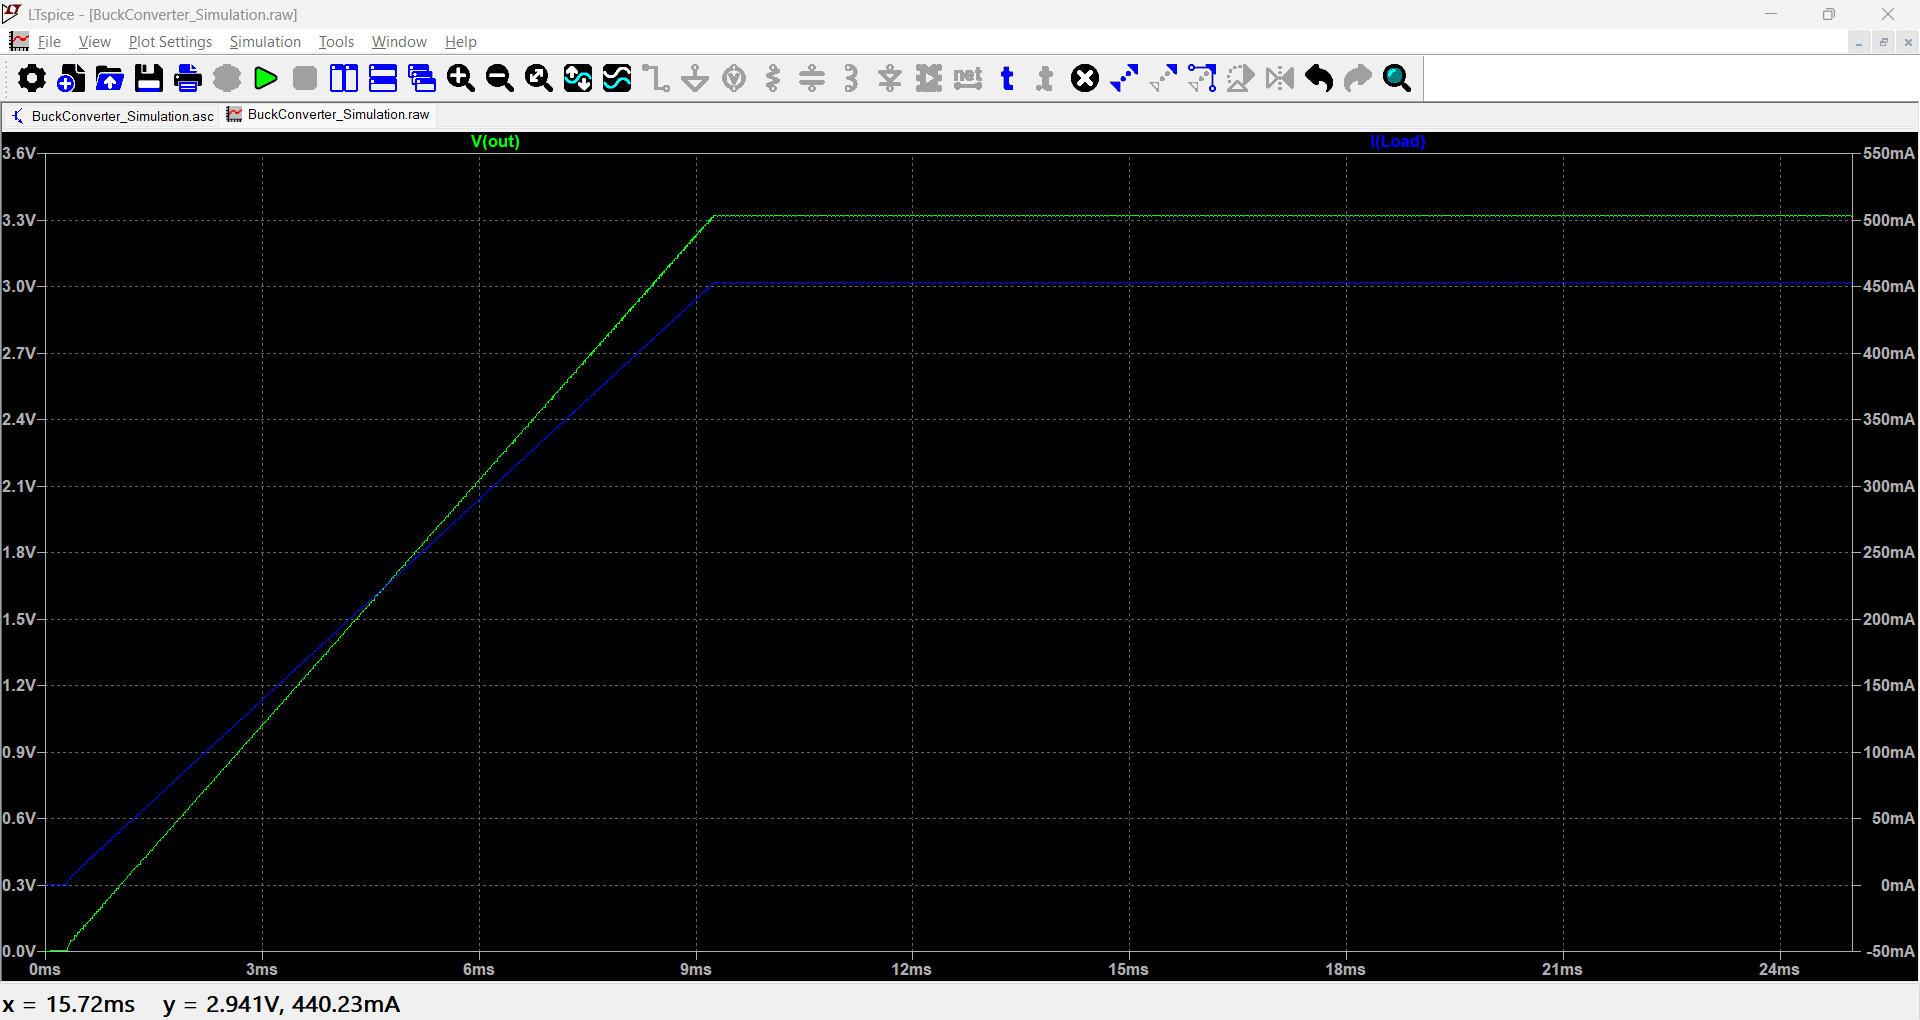 LTspice - [BuckConverter_Simulation.raw]
File View Plot Settings Simulation Tools Window Help
net t .t
BuckConverter_Simulation.asc BuckConverter_Simulation.raw
V(out) I(Load)
3.6V 550mA
3.3V 500mA
3.0V 450mA
2.7V 400mA
2.4V 350mA
2.1V 300mA
1.8V 250mA
1.5V 200mA
1.2V 150mA
0.9V 100mA
0.6V 50mA
0.3V 0mA
0.0V -50mA
0ms 3ms 6ms 9ms 12ms 15ms 18ms 21ms 24ms
x = 15.72ms y = 2.941V, 440.23mA